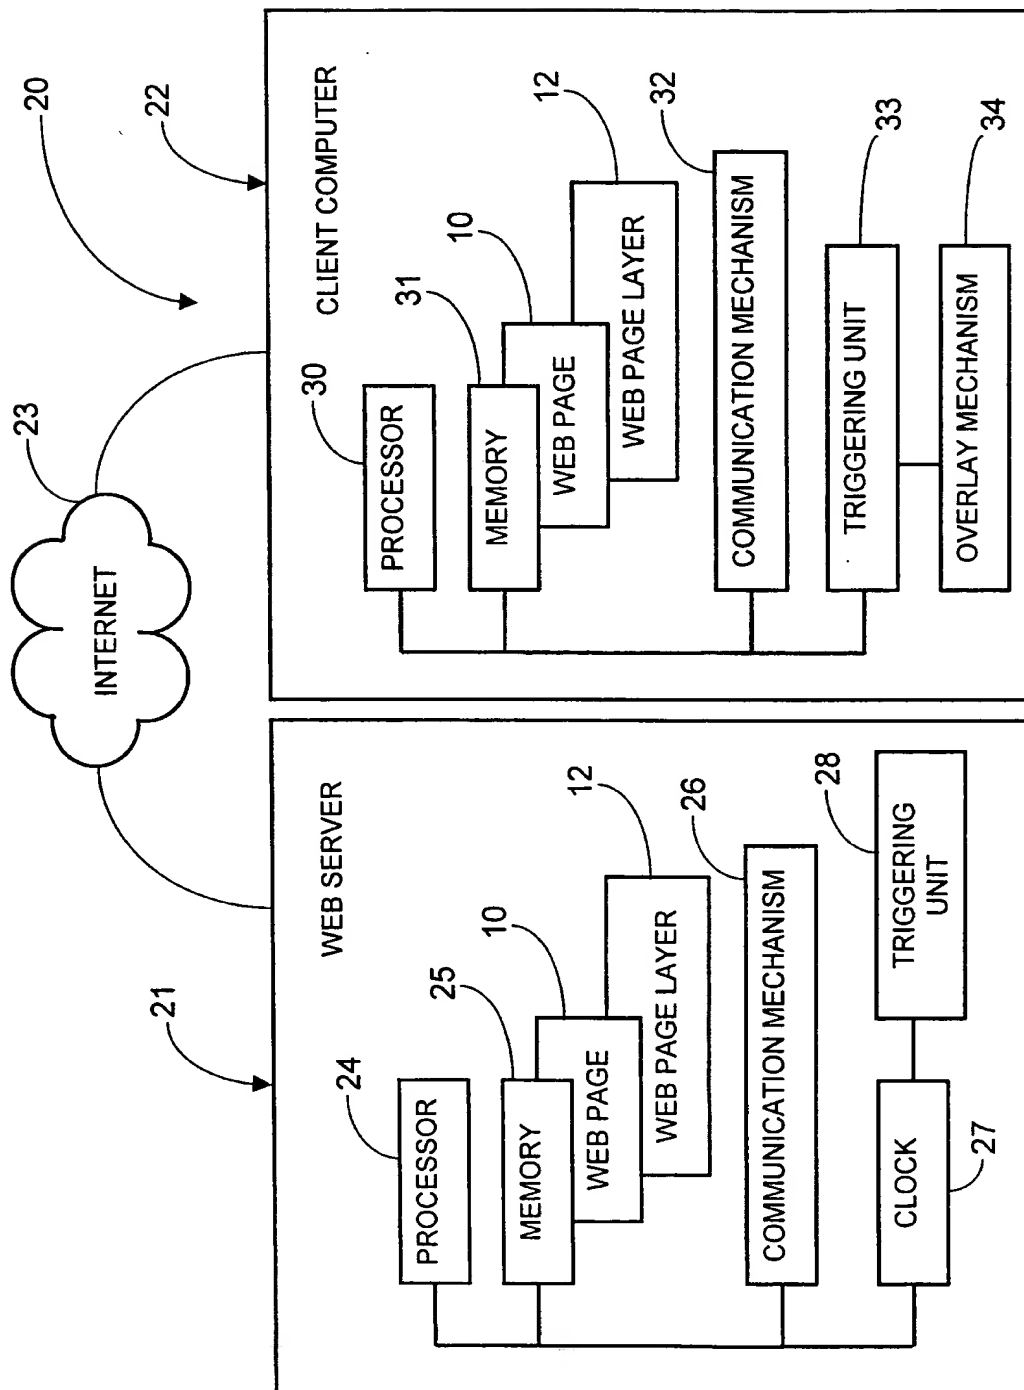 20
23
INTERNET
21
WEB SERVER
24
PROCESSOR
25
MEMORY
10
WEB PAGE
12
WEB PAGE LAYER
26
COMMUNICATION MECHANISM
28
TRIGGERING
UNIT
CLOCK
27
22
CLIENT COMPUTER
30
PROCESSOR
31
MEMORY
10
WEB PAGE
12
WEB PAGE LAYER
32
COMMUNICATION MECHANISM
33
TRIGGERING UNIT
34
OVERLAY MECHANISM